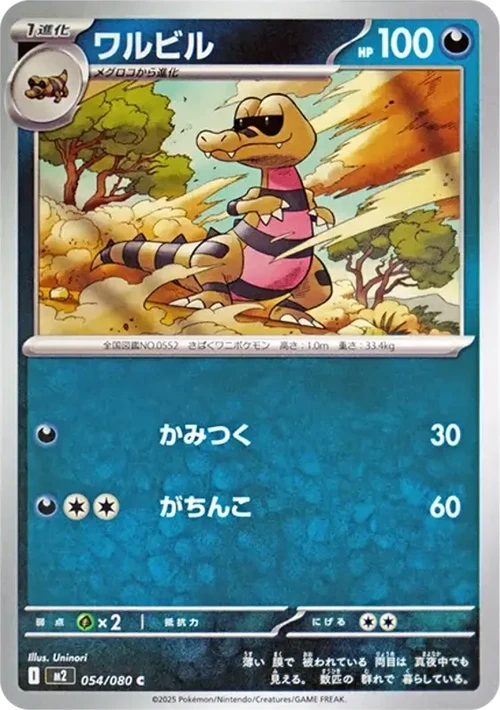 1進化
ワルビル
HP 100
メグロコから進化
全国図鑑NO.0552 さばくワニポケモン 高さ:1.0m 重さ:33.4kg
かみつく 30
がちんこ 60
弱点 ×2 抵抗力 にげる
Illus. Uninori
I m2 054/080 C
薄い膜で被われた両目は真夜中でも
見える。数匹の群れで暮らしている。
©2025 Pokémon/Nintendo/Creatures/GAME FREAK.